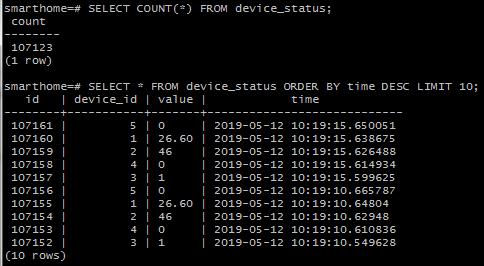 smarthome=# SELECT COUNT(*) FROM device_status;
 count
--------
 107123
(1 row)

smarthome=# SELECT * FROM device_status ORDER BY time DESC LIMIT 10;
   id   | device_id | value |            time
--------+-----------+-------+----------------------------
 107161 |         5 | 0     | 2019-05-12 10:19:15.650051
 107160 |         1 | 26.60 | 2019-05-12 10:19:15.638675
 107159 |         2 | 46    | 2019-05-12 10:19:15.626488
 107158 |         4 | 0     | 2019-05-12 10:19:15.614934
 107157 |         3 | 1     | 2019-05-12 10:19:15.599625
 107156 |         5 | 0     | 2019-05-12 10:19:10.665787
 107155 |         1 | 26.60 | 2019-05-12 10:19:10.64804
 107154 |         2 | 46    | 2019-05-12 10:19:10.62948
 107153 |         4 | 0     | 2019-05-12 10:19:10.610836
 107152 |         3 | 1     | 2019-05-12 10:19:10.549628
(10 rows)